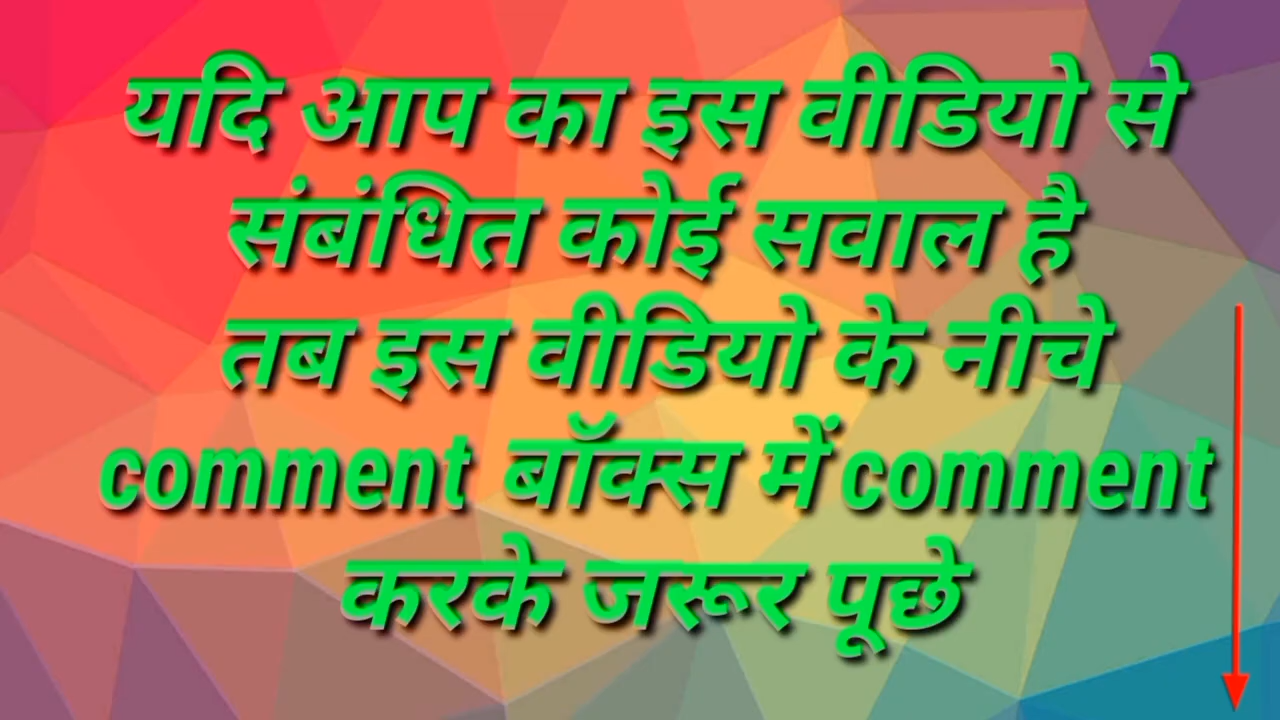 यदि आप का इस वीडियो से
संबंधित कोई सवाल है
तब इस वीडियो के नीचे
comment बॉक्स में comment
करके जरूर पूछे